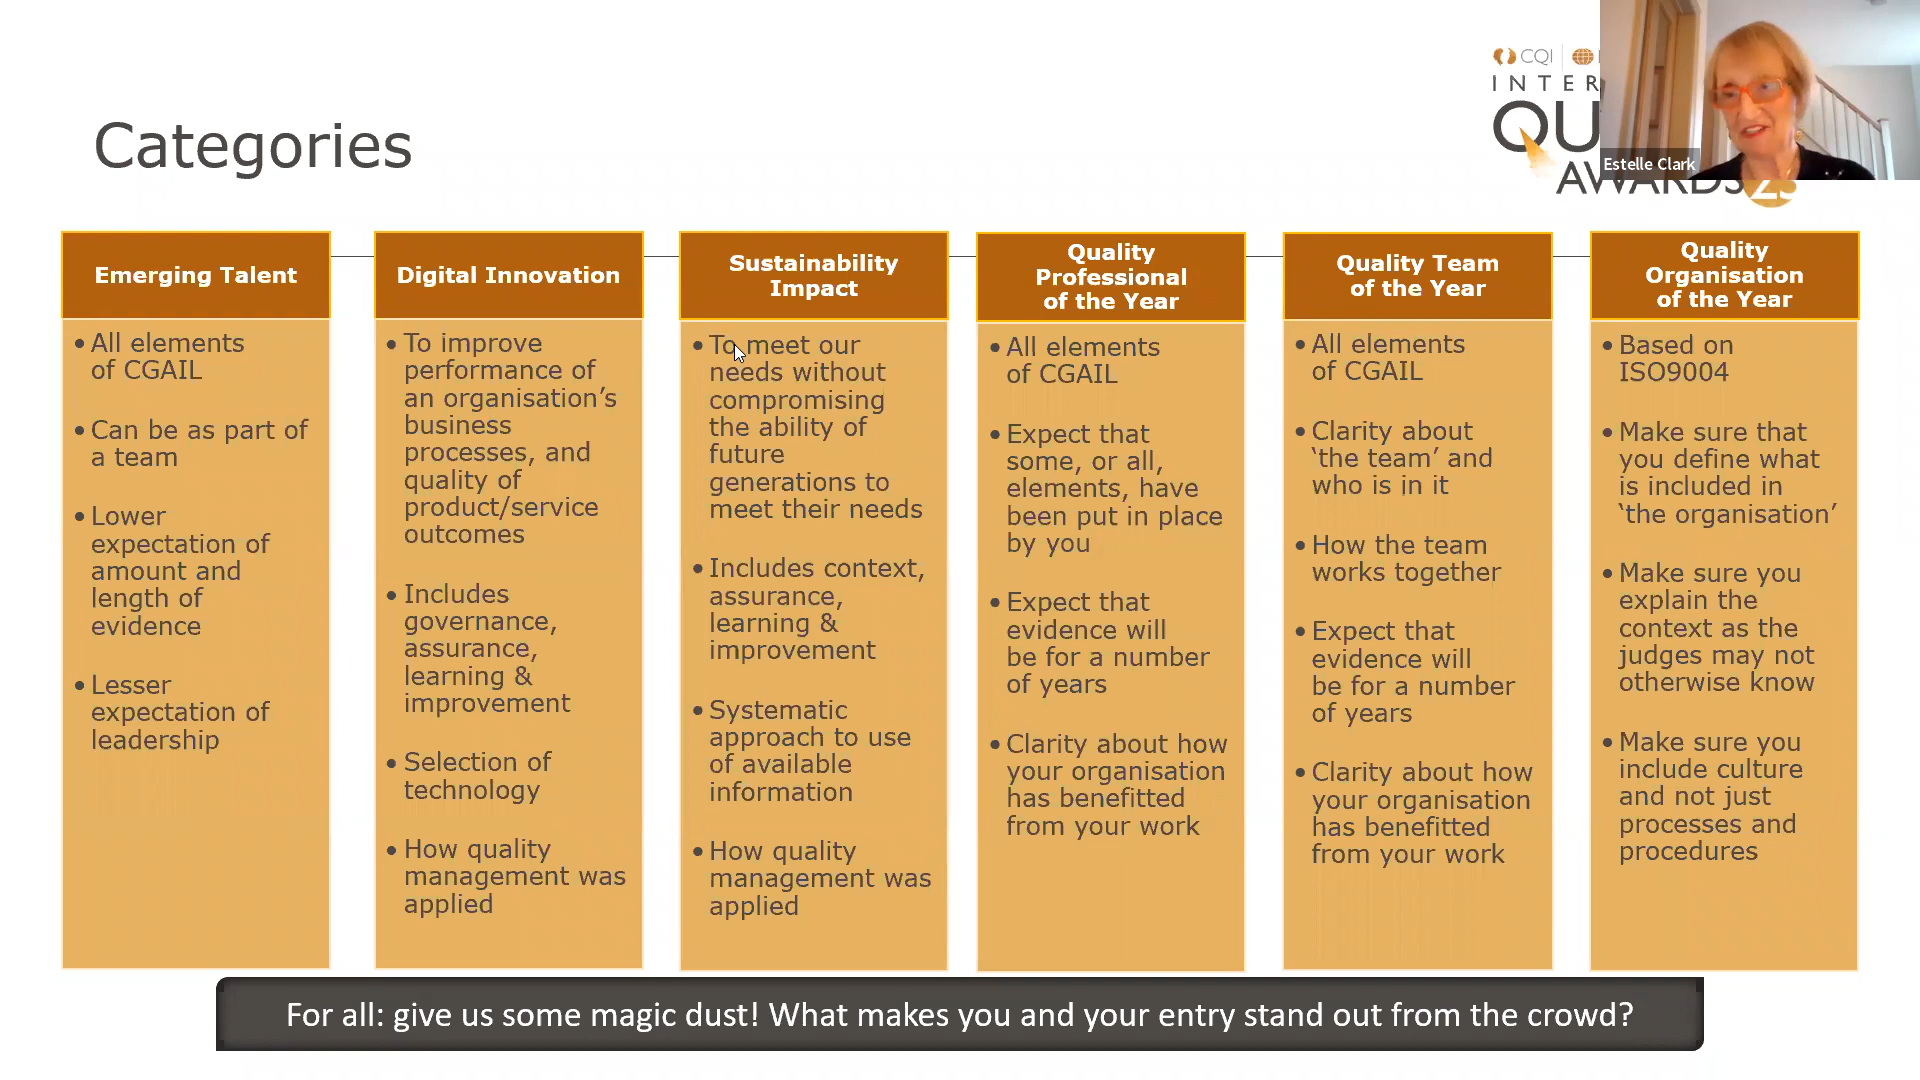 CQI
INTER
QU
Estelle Clark
AWARDS 25
Categories
Emerging Talent
All elements
of CGAIL
Can be as part of
a team
Lower
expectation of
amount and
length of
evidence
Lesser
expectation of
leadership
Digital Innovation
To improve
performance of
an organisation’s
business
processes, and
quality of
product/service
outcomes
Includes
governance,
assurance,
learning &
improvement
Selection of
technology
How quality
management was
applied
Sustainability
Impact
To meet our
needs without
compromising
the ability of
future
generations to
meet their needs
Includes context,
assurance,
learning &
improvement
Systematic
approach to use
of available
information
How quality
management was
applied
Quality
Professional
of the Year
All elements
of CGAIL
Expect that
some, or all,
elements, have
been put in place
by you
Expect that
evidence will
be for a number
of years
Clarity about how
your organisation
has benefitted
from your work
Quality Team
of the Year
All elements
of CGAIL
Clarity about
‘the team’ and
who is in it
How the team
works together
Expect that
evidence will
be for a number
of years
Clarity about how
your organisation
has benefitted
from your work
Quality
Organisation
of the Year
Based on
ISO9004
Make sure that
you define what
is included in
‘the organisation’
Make sure you
explain the
context as the
judges may not
otherwise know
Make sure you
include culture
and not just
processes and
procedures
For all: give us some magic dust! What makes you and your entry stand out from the crowd?